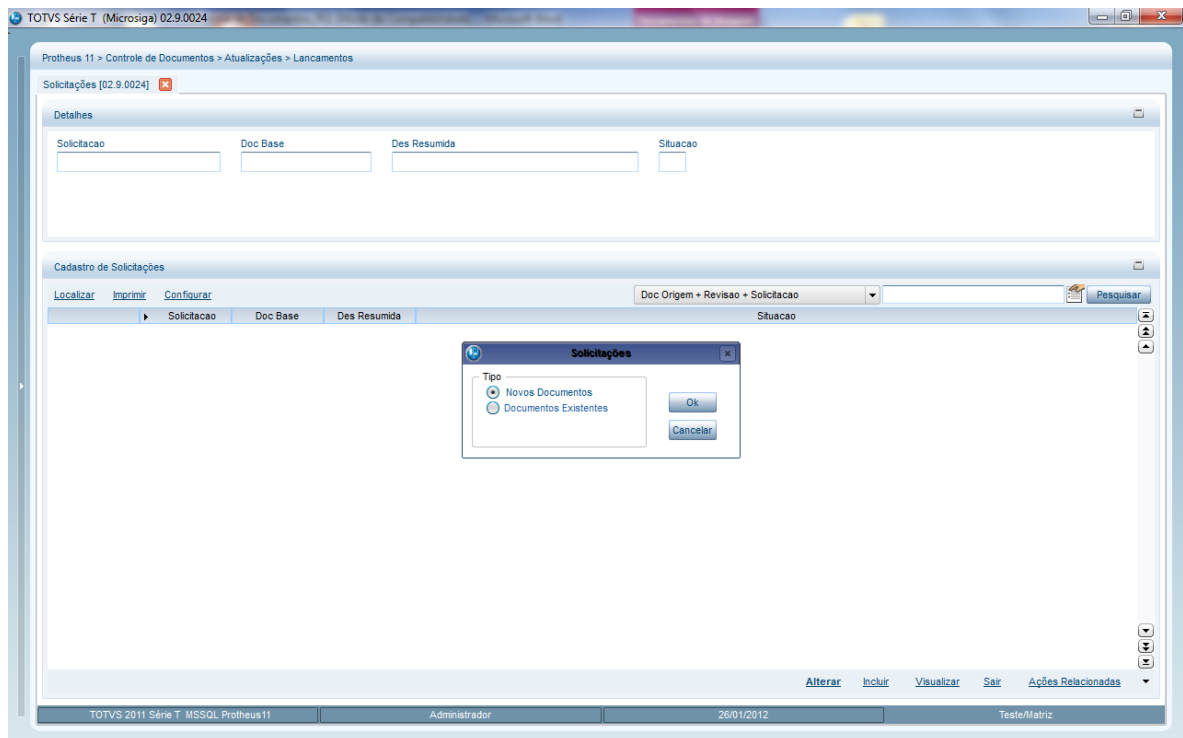 TOTVS Série T (Microsiga) 02.9.0024
Protheus 11 > Controle de Documentos > Atualizações > Lancamentos
Solicitações [02.9.0024]
Detalhes
Solicitacao Doc Base Des Resumida Situacao
Cadastro de Solicitações
Localizar Imprimir Configurar Doc Origem + Revisao + Solicitacao Pesquisar
Solicitacao Doc Base Des Resumida Situacao
Solicitações
Tipo
Novos Documentos
Documentos Existentes
Ok
Cancelar
Alterar Incluir Visualizar Sair Ações Relacionadas
TOTVS 2011 Série T MSSQL Protheus11 Administrador 26/01/2012 Teste/Matriz